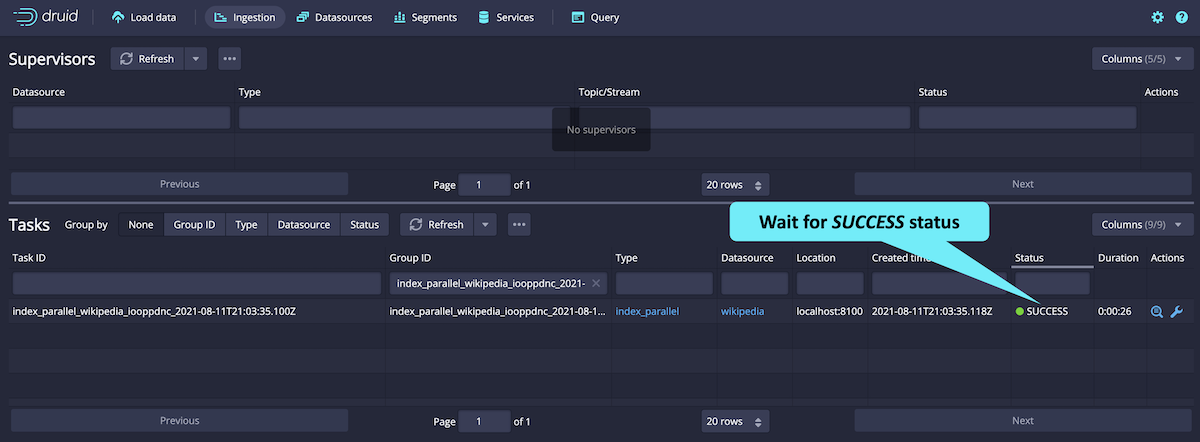 druid Load data Ingestion Datasources Segments Services Query
Supervisors Refresh Columns (5/5)
Datasource Type Topic/Stream Status Actions
No supervisors
Previous Page 1 of 1 20 rows Next
Tasks Group by None Group ID Type Datasource Status Refresh Columns (9/9)
Wait for SUCCESS status
Task ID Group ID Type Datasource Location Created time Status Duration Actions
index_parallel_wikipedia_iooppdnc_2021-
index_parallel_wikipedia_iooppdnc_2021-08-11T21:03:35.100Z index_parallel_wikipedia_iooppdnc_2021-08-1... index_parallel wikipedia localhost:8100 2021-08-11T21:03:35.118Z SUCCESS 0:00:26
Previous Page 1 of 1 20 rows Next